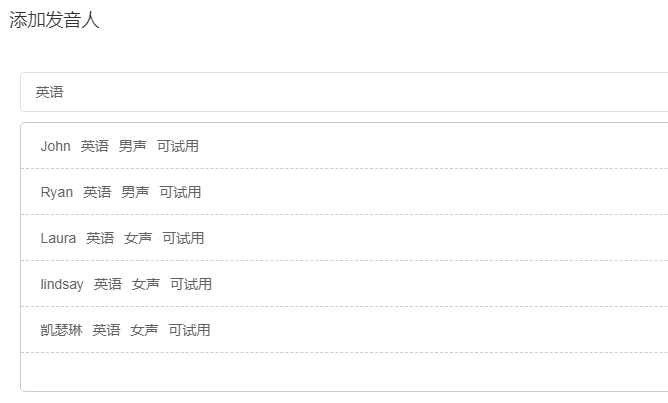 添加发音人
英语
John 英语 男声 可试用
Ryan 英语 男声 可试用
Laura 英语 女声 可试用
lindsay 英语 女声 可试用
凯瑟琳 英语 女声 可试用